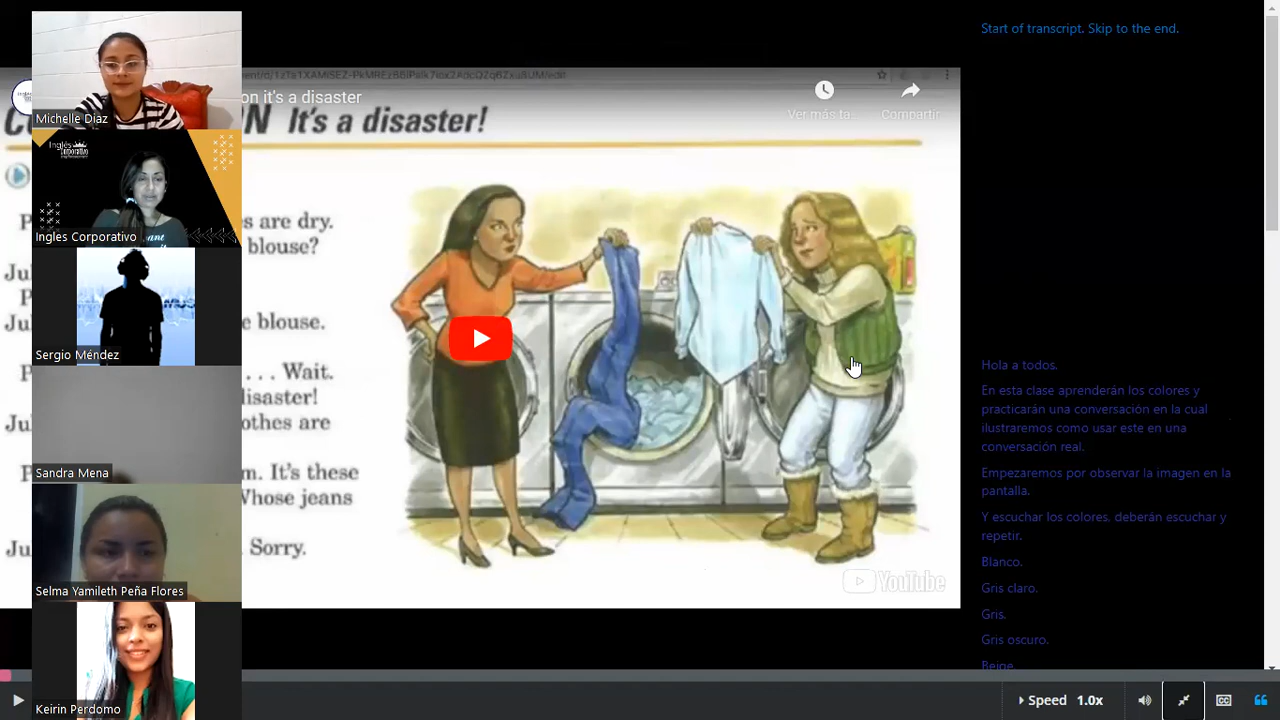 Start of transcript. Skip to the end.
on it's a disaster
Ver más ta
Compartir
N It's a disaster!
Michelle Diaz
Inglés
Corporativo
Ingles Corporativo
Sergio Méndez
Sandra Mena
Selma Yamileth Peña Flores
Keirin Perdomo
s are dry.
blouse?
e blouse.
. . . Wait.
disaster!
othes are
m. It's these
Whose jeans
Sorry.
YouTube
Hola a todos.
En esta clase aprenderán los colores y
practicarán una conversación en la cual
ilustraremos como usar este en una
conversación real.
Empezaremos por observar la imagen en la
pantalla.
Y escuchar los colores, deberán escuchar y
repetir.
Blanco.
Gris claro.
Gris.
Gris oscuro.
Beige.
Speed 1.0x